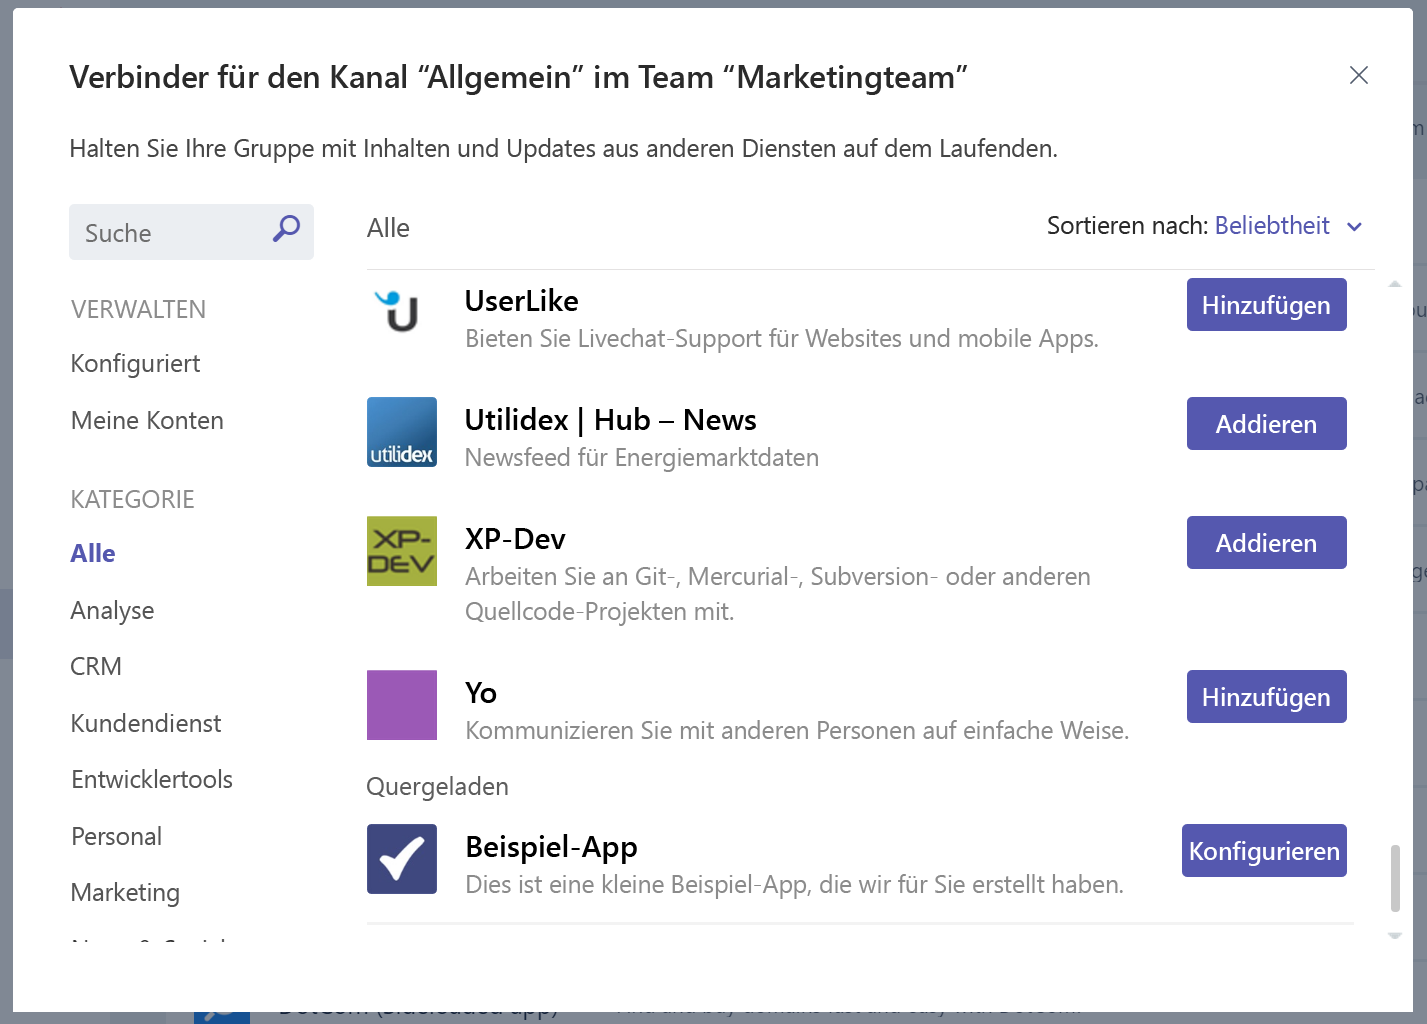 Verbinder für den Kanal “Allgemein” im Team “Marketingteam”
Halten Sie Ihre Gruppe mit Inhalten und Updates aus anderen Diensten auf dem Laufenden.
Suche
Alle
Sortieren nach: Beliebtheit
VERWALTEN
Konfiguriert
Meine Konten
KATEGORIE
Alle
Analyse
CRM
Kundendienst
Entwicklertools
Personal
Marketing
UserLike
Bieten Sie Livechat-Support für Websites und mobile Apps.
Hinzufügen
utilidex
Utilidex | Hub – News
Newsfeed für Energiemarktdaten
Addieren
XP-
DEV
XP-Dev
Arbeiten Sie an Git-, Mercurial-, Subversion- oder anderen
Quellcode-Projekten mit.
Addieren
Yo
Kommunizieren Sie mit anderen Personen auf einfache Weise.
Hinzufügen
Quergeladen
Beispiel-App
Dies ist eine kleine Beispiel-App, die wir für Sie erstellt haben.
Konfigurieren